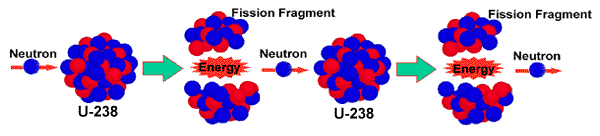 Fission Fragment
Neutron
U-238
Energy
Neutron
U-238
Fission Fragment
Energy
Neutron